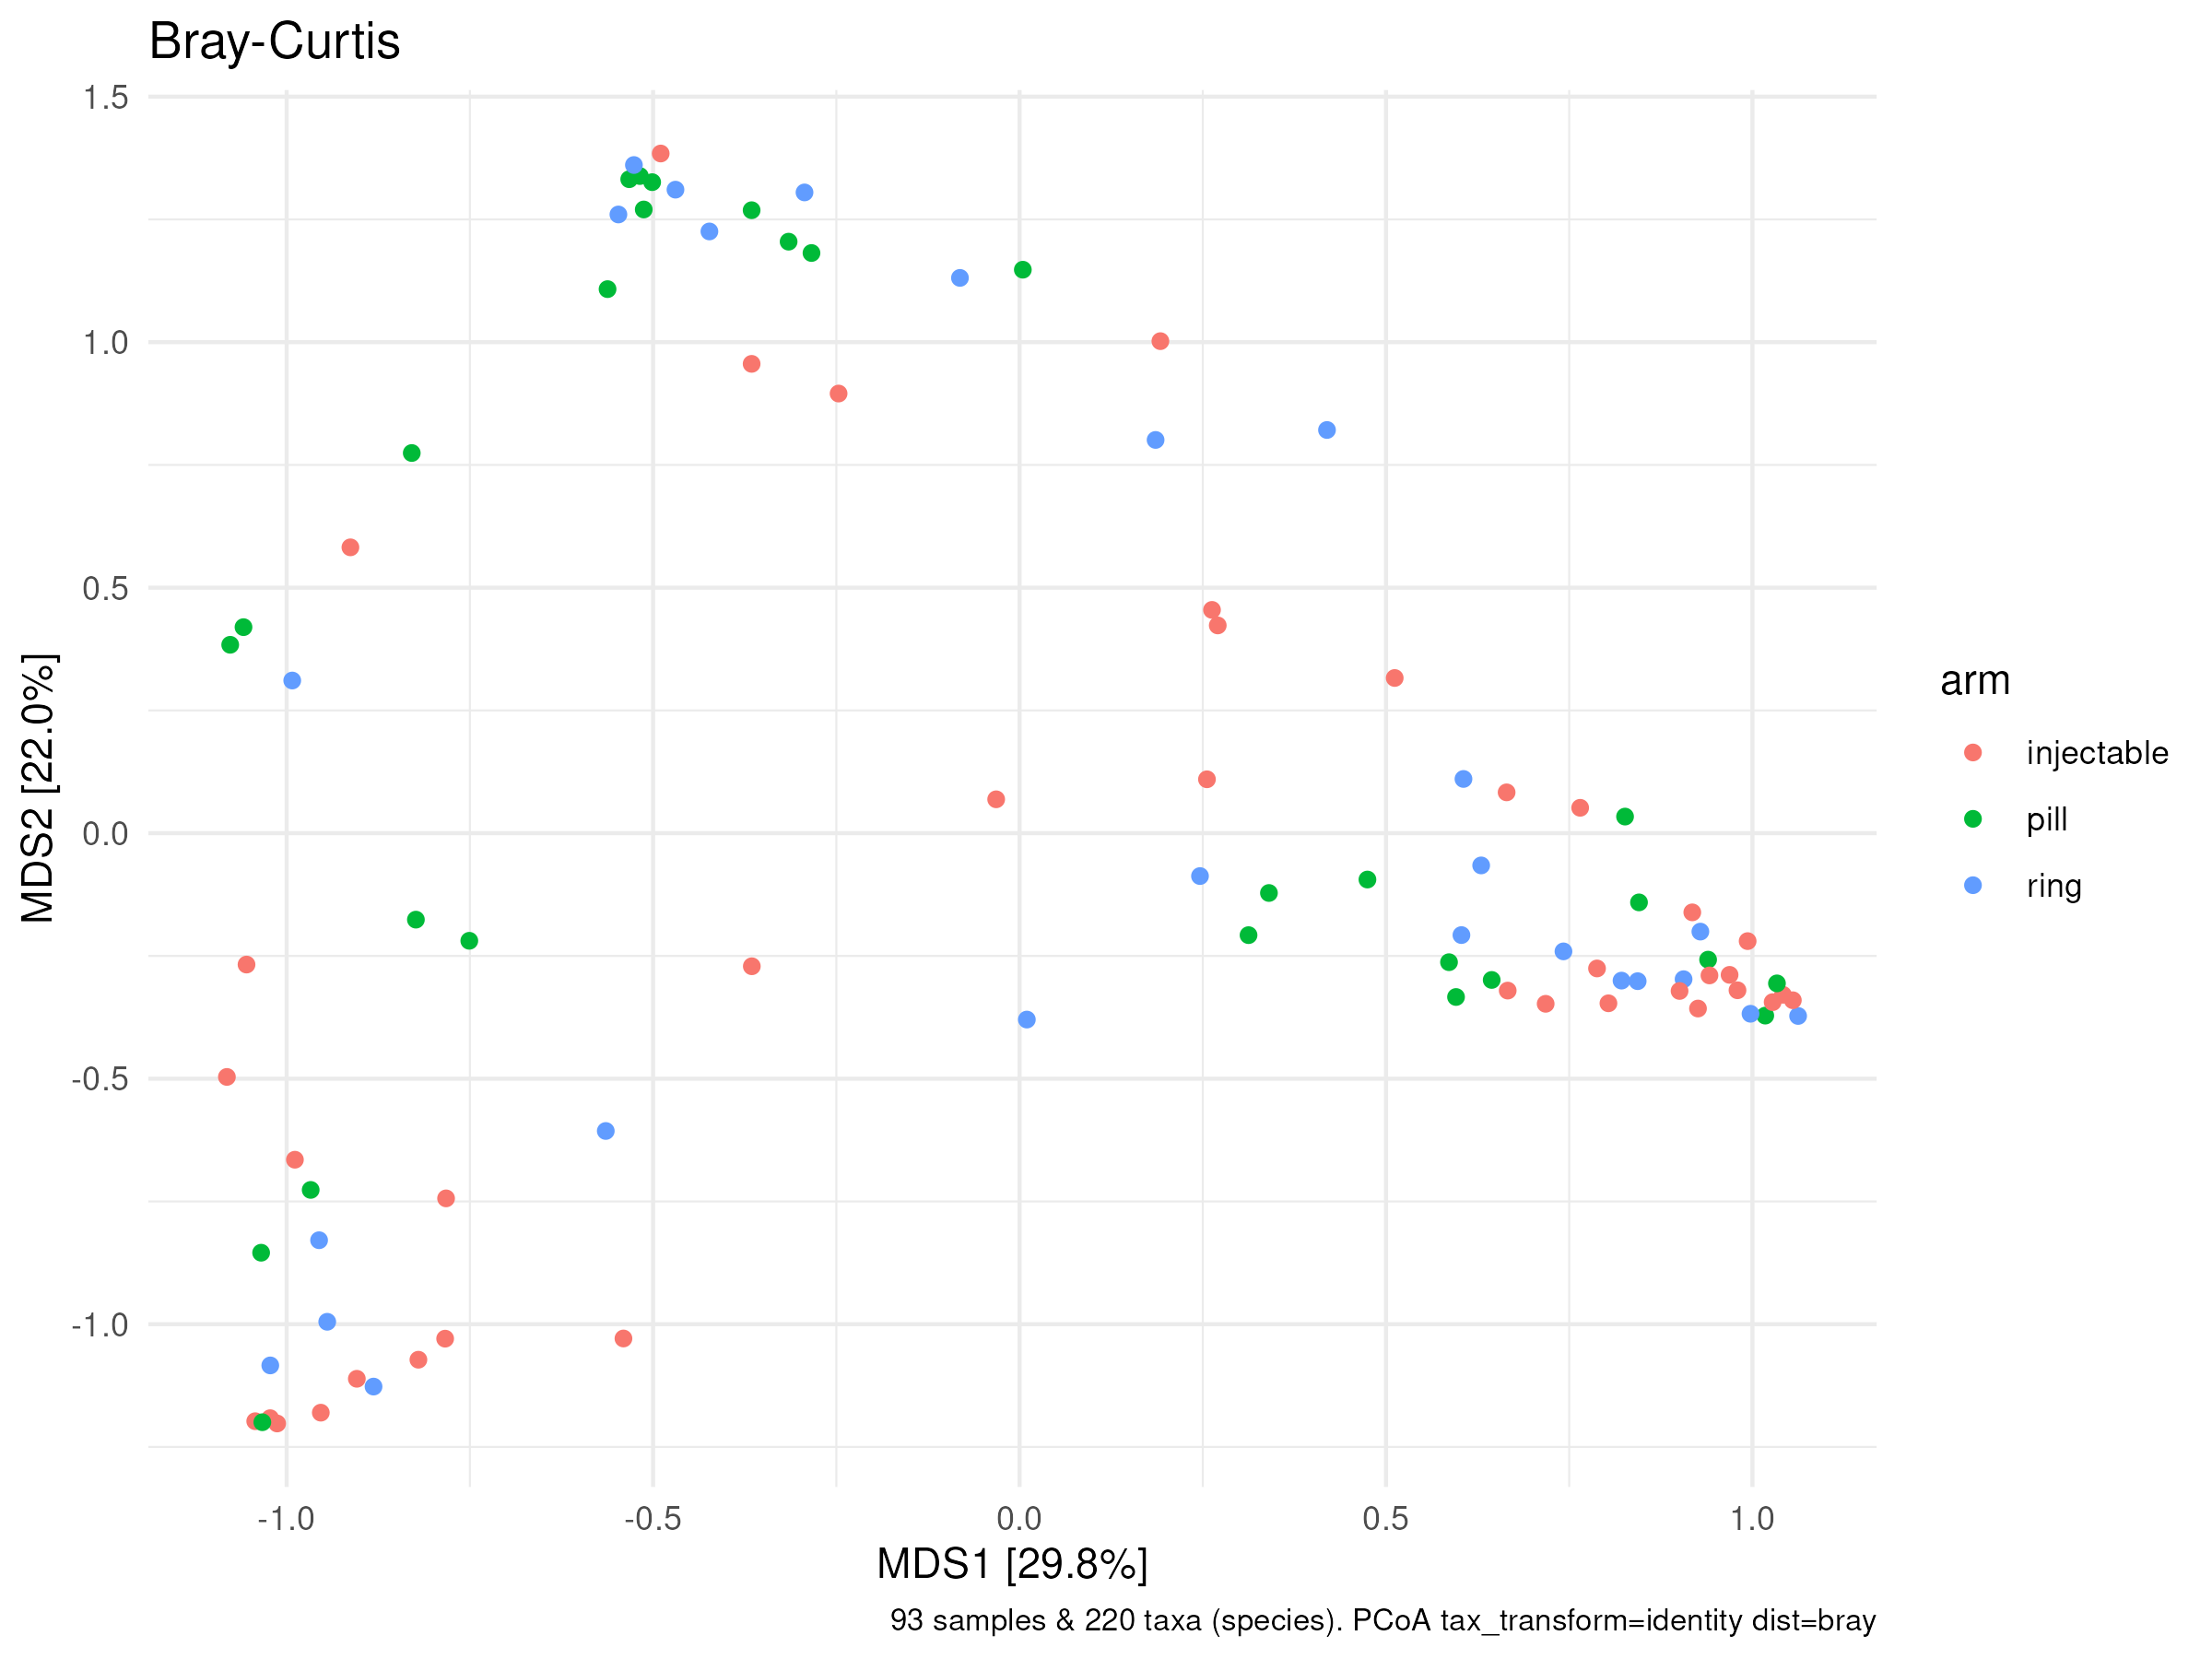 Bray-Curtis
1.5
1.0
0.5
0.0
-0.5
-1.0
MDS2 [22.0%]
-1.0 -0.5 0.0 0.5 1.0
MDS1 [29.8%]
93 samples & 220 taxa (species). PCoA tax_transform=identity dist=bray
arm
injectable
pill
ring